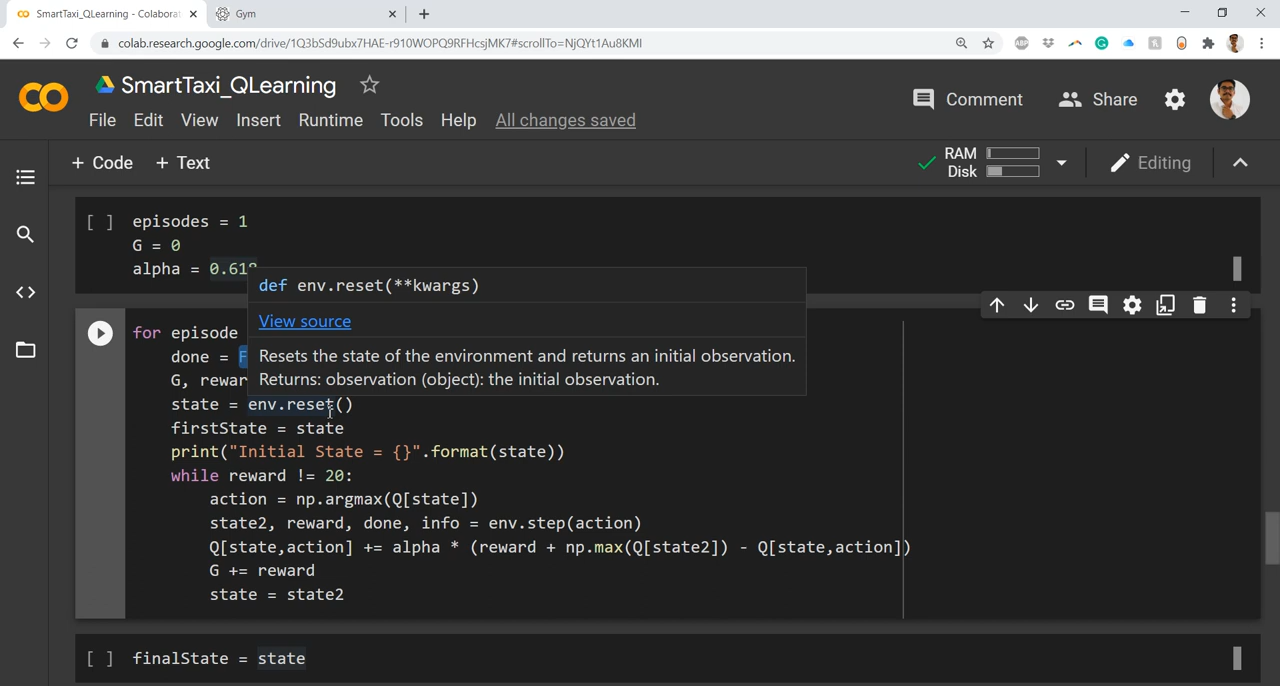 SmartTaxi_QLearning - Colaborat
Gym
colab.research.google.com/drive/1Q3bSd9ubx7HAE-r910WOPQ9RFHcsjMK7#scrollTo=NjQYt1Au8KMI
ABP
SmartTaxi_QLearning
Comment
Share
File Edit View Insert Runtime Tools Help All changes saved
+ Code + Text
RAM
Disk
Editing
[ ] episodes = 1
G = 0
alpha = 0.618
def env.reset(**kwargs)
View source
Resets the state of the environment and returns an initial observation.
Returns: observation (object): the initial observation.
for episode
done = F
G, rewar
state = env.reset()
firstState = state
print("Initial State = {}".format(state))
while reward != 20:
action = np.argmax(Q[state])
state2, reward, done, info = env.step(action)
Q[state,action] += alpha * (reward + np.max(Q[state2]) - Q[state,action])
G += reward
state = state2
[ ] finalState = state